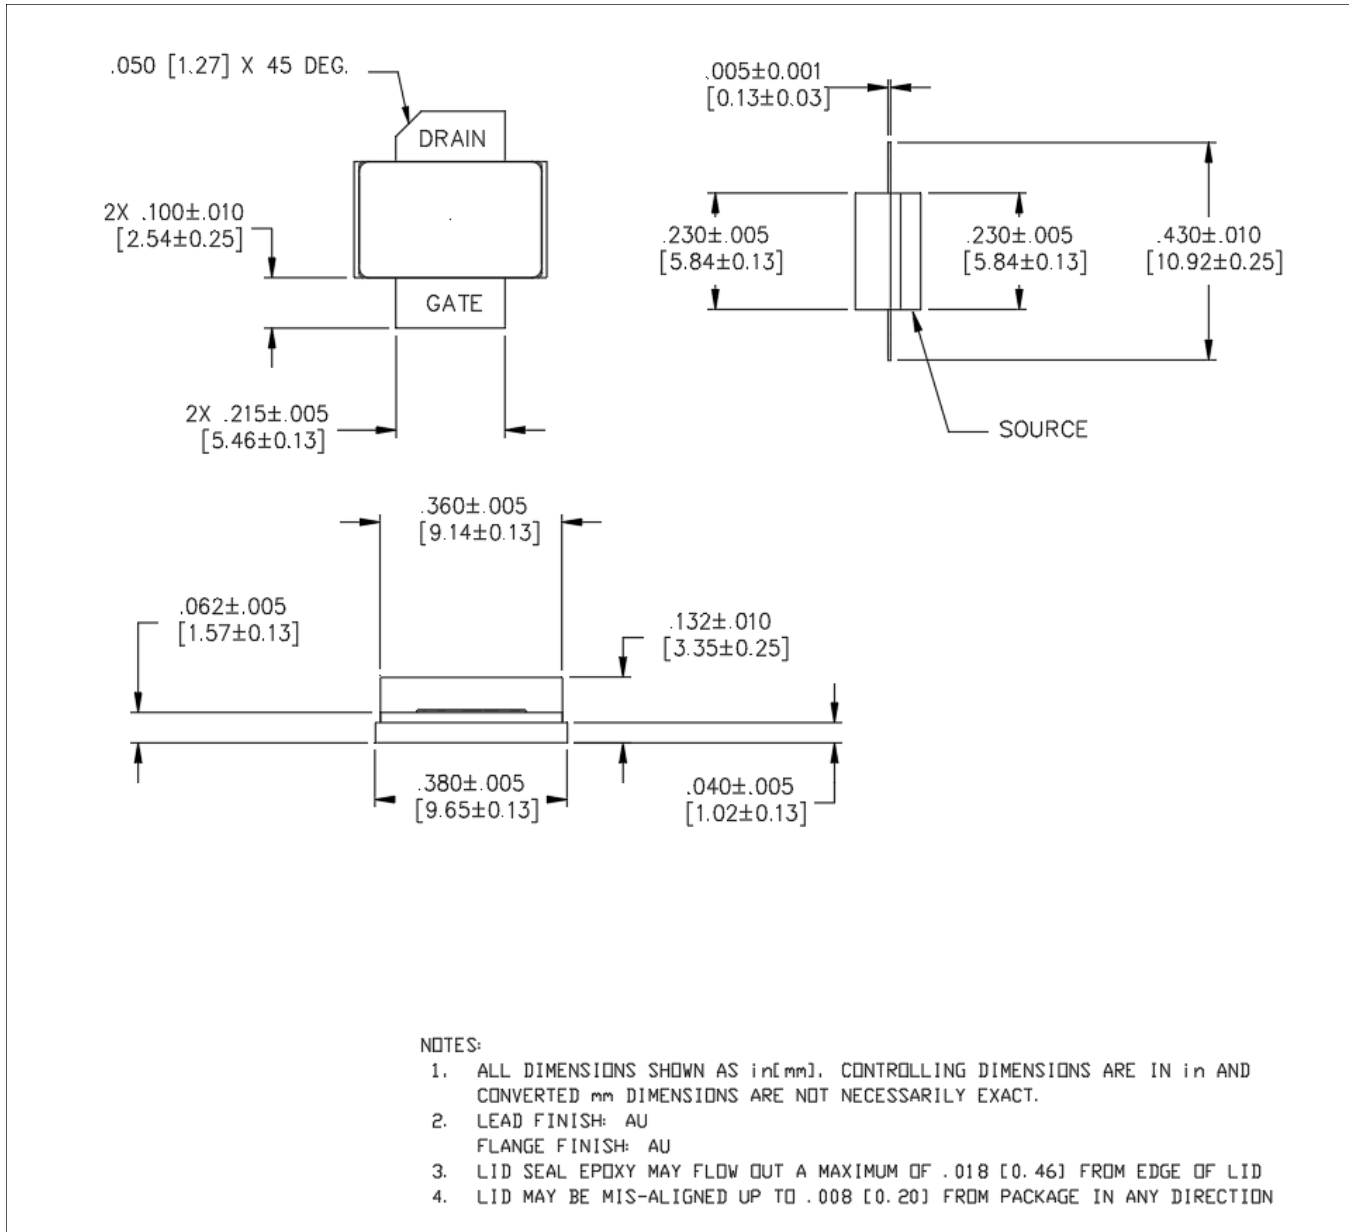 .050 [1.27] X 45 DEG.
DRAIN
2X .100±.010
[2.54±0.25]
GATE
2X .215±.005
[5.46±0.13]
.005±0.001
[0.13±0.03]
.230±.005
[5.84±0.13]
.230±.005
[5.84±0.13]
.430±.010
[10.92±0.25]
SOURCE
.360±.005
[9.14±0.13]
.062±.005
[1.57±0.13]
.132±.010
[3.35±0.25]
.380±.005
[9.65±0.13]
.040±.005
[1.02±0.13]
NOTES:
1. ALL DIMENSIONS SHOWN AS in[mm]. CONTROLLING DIMENSIONS ARE IN in AND
CONVERTED mm DIMENSIONS ARE NOT NECESSARILY EXACT.
2. LEAD FINISH: AU
FLANGE FINISH: AU
3. LID SEAL EPOXY MAY FLOW OUT A MAXIMUM OF .018 [0.46] FROM EDGE OF LID
4. LID MAY BE MIS-ALIGNED UP TO .008 [0.20] FROM PACKAGE IN ANY DIRECTION